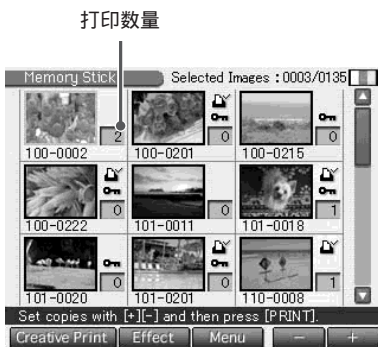 打印数量
Memory Stick Selected Images : 0003/0135
2 0 0
100-0002 100-0201 100-0215
0 0 1
100-0222 101-0011 101-0018
0 0 1
101-0020 101-0201 110-0008
Set copies with [+][-] and then press [PRINT].
Creative Print Effect Menu - +